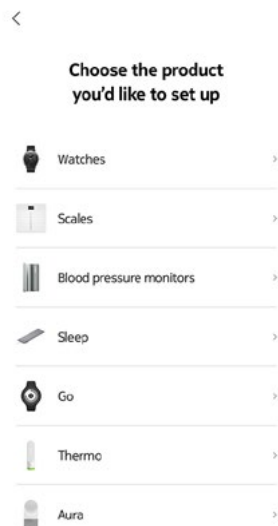 Choose the product
you'd like to set up
Watches
Scales
Blood pressure monitors
Sleep
Go
Thermo
Aura